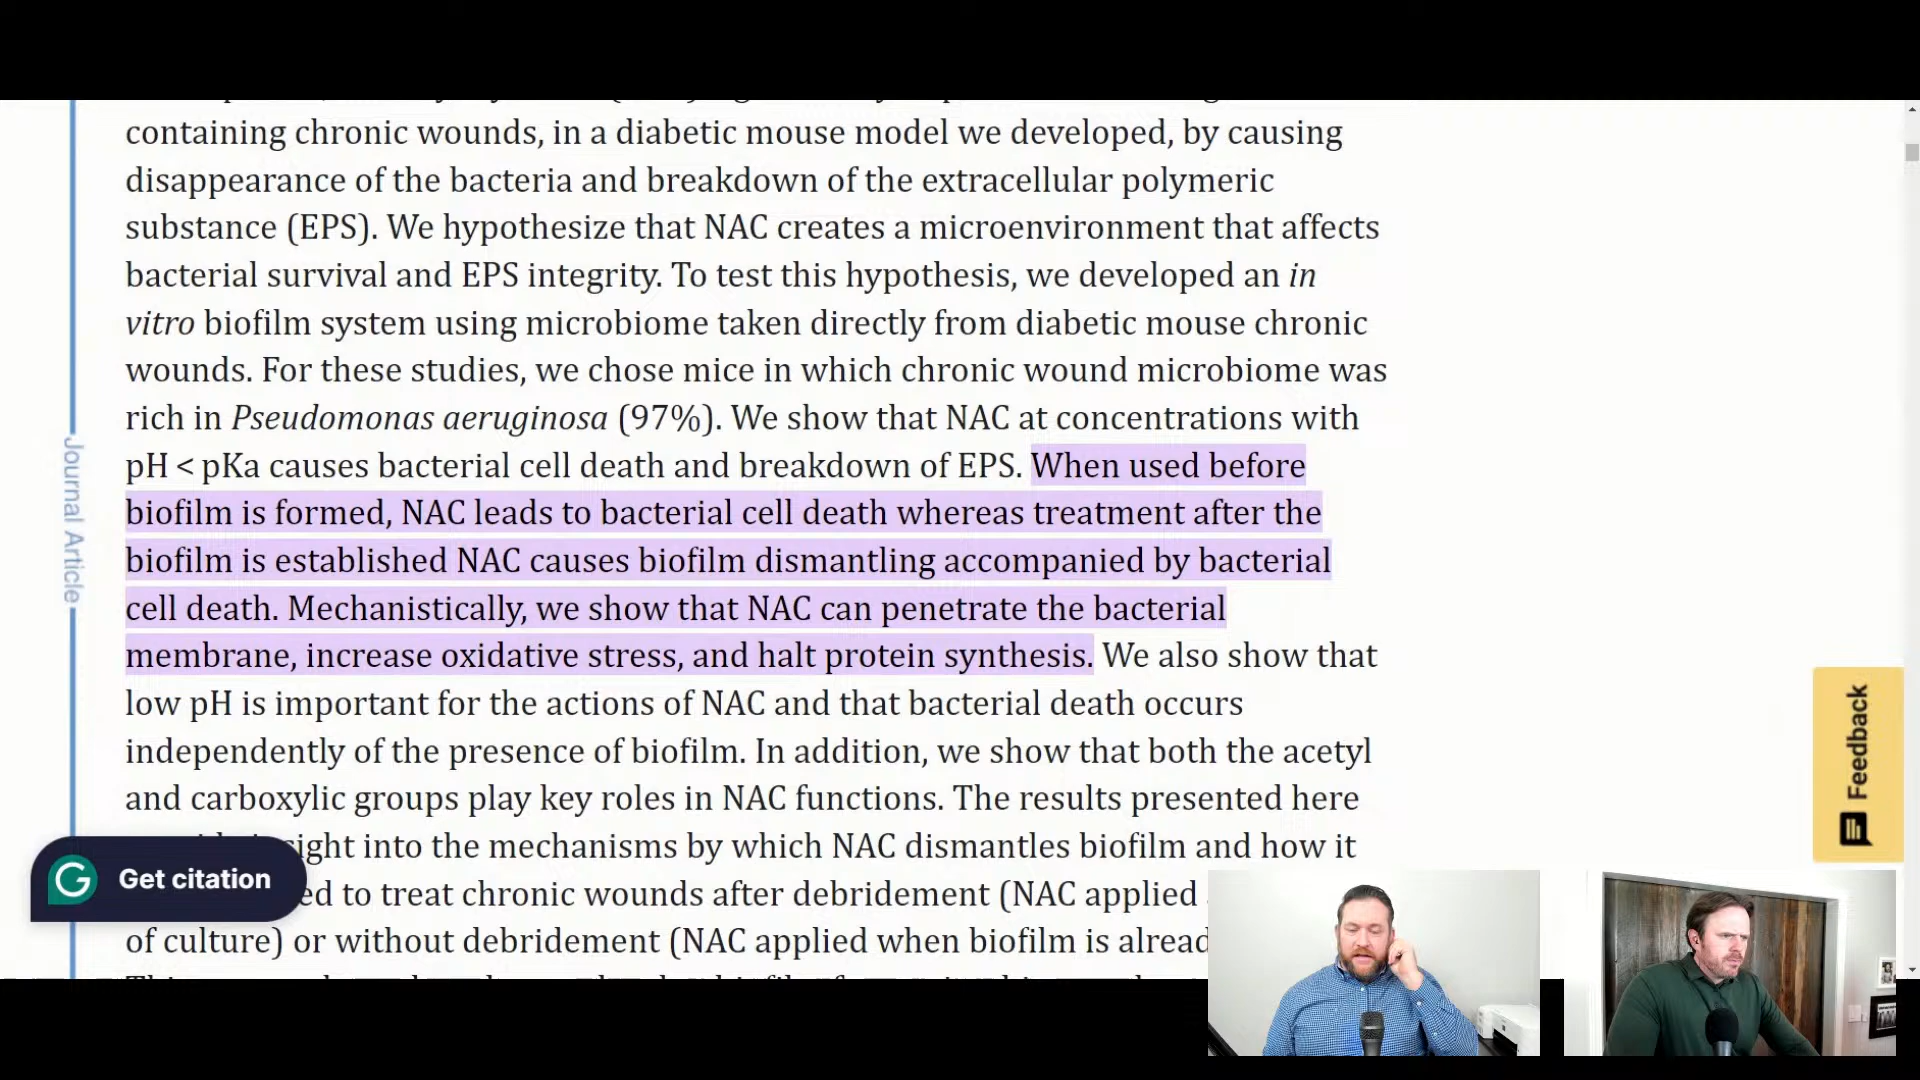 containing chronic wounds, in a diabetic mouse model we developed, by causing
disappearance of the bacteria and breakdown of the extracellular polymeric
substance (EPS). We hypothesize that NAC creates a microenvironment that affects
bacterial survival and EPS integrity. To test this hypothesis, we developed an in
vitro biofilm system using microbiome taken directly from diabetic mouse chronic
wounds. For these studies, we chose mice in which chronic wound microbiome was
rich in Pseudomonas aeruginosa (97%). We show that NAC at concentrations with
pH < pKa causes bacterial cell death and breakdown of EPS. When used before
biofilm is formed, NAC leads to bacterial cell death whereas treatment after the
biofilm is established NAC causes biofilm dismantling accompanied by bacterial
cell death. Mechanistically, we show that NAC can penetrate the bacterial
membrane, increase oxidative stress, and halt protein synthesis. We also show that
low pH is important for the actions of NAC and that bacterial death occurs
independently of the presence of biofilm. In addition, we show that both the acetyl
and carboxylic groups play key roles in NAC functions. The results presented here
into the mechanisms by which NAC dismantles biofilm and how it
to treat chronic wounds after debridement (NAC applied
of culture) or without debridement (NAC applied when biofilm is
Journal Article
Get citation
Feedback